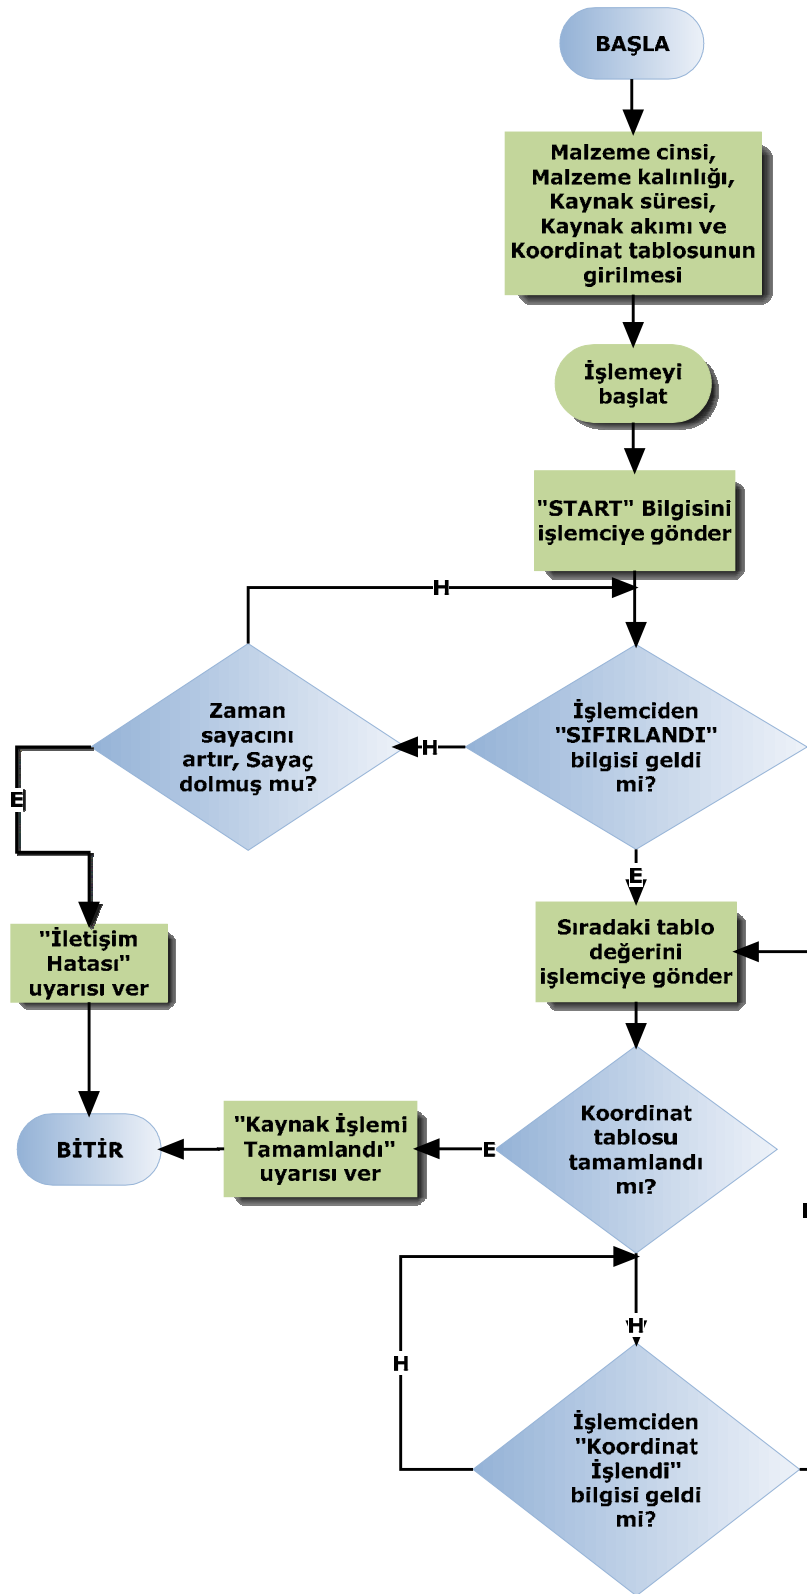 BAŞLA
Malzeme cinsi,
Malzeme kalınlığı,
Kaynak süresi,
Kaynak akımı ve
Koordinat tablosunun
girilmesi
İşlemeyi
başlat
"START" Bilgisini
işlemciye gönder
H
Zaman
sayacını
artır, Sayaç
dolmuş mu?
H
İşlemciden
"SIFIRLANDI"
bilgisi geldi
mi?
E
E
"İletişim
Hatası"
uyarısı ver
Sıradaki tablo
değerini
işlemciye gönder
BİTİR
"Kaynak İşlemi
Tamamlandı"
uyarısı ver
E
Koordinat
tablosu
tamamlandı
mı?
H
H
İşlemciden
"Koordinat
İşlendi"
bilgisi geldi
mi?